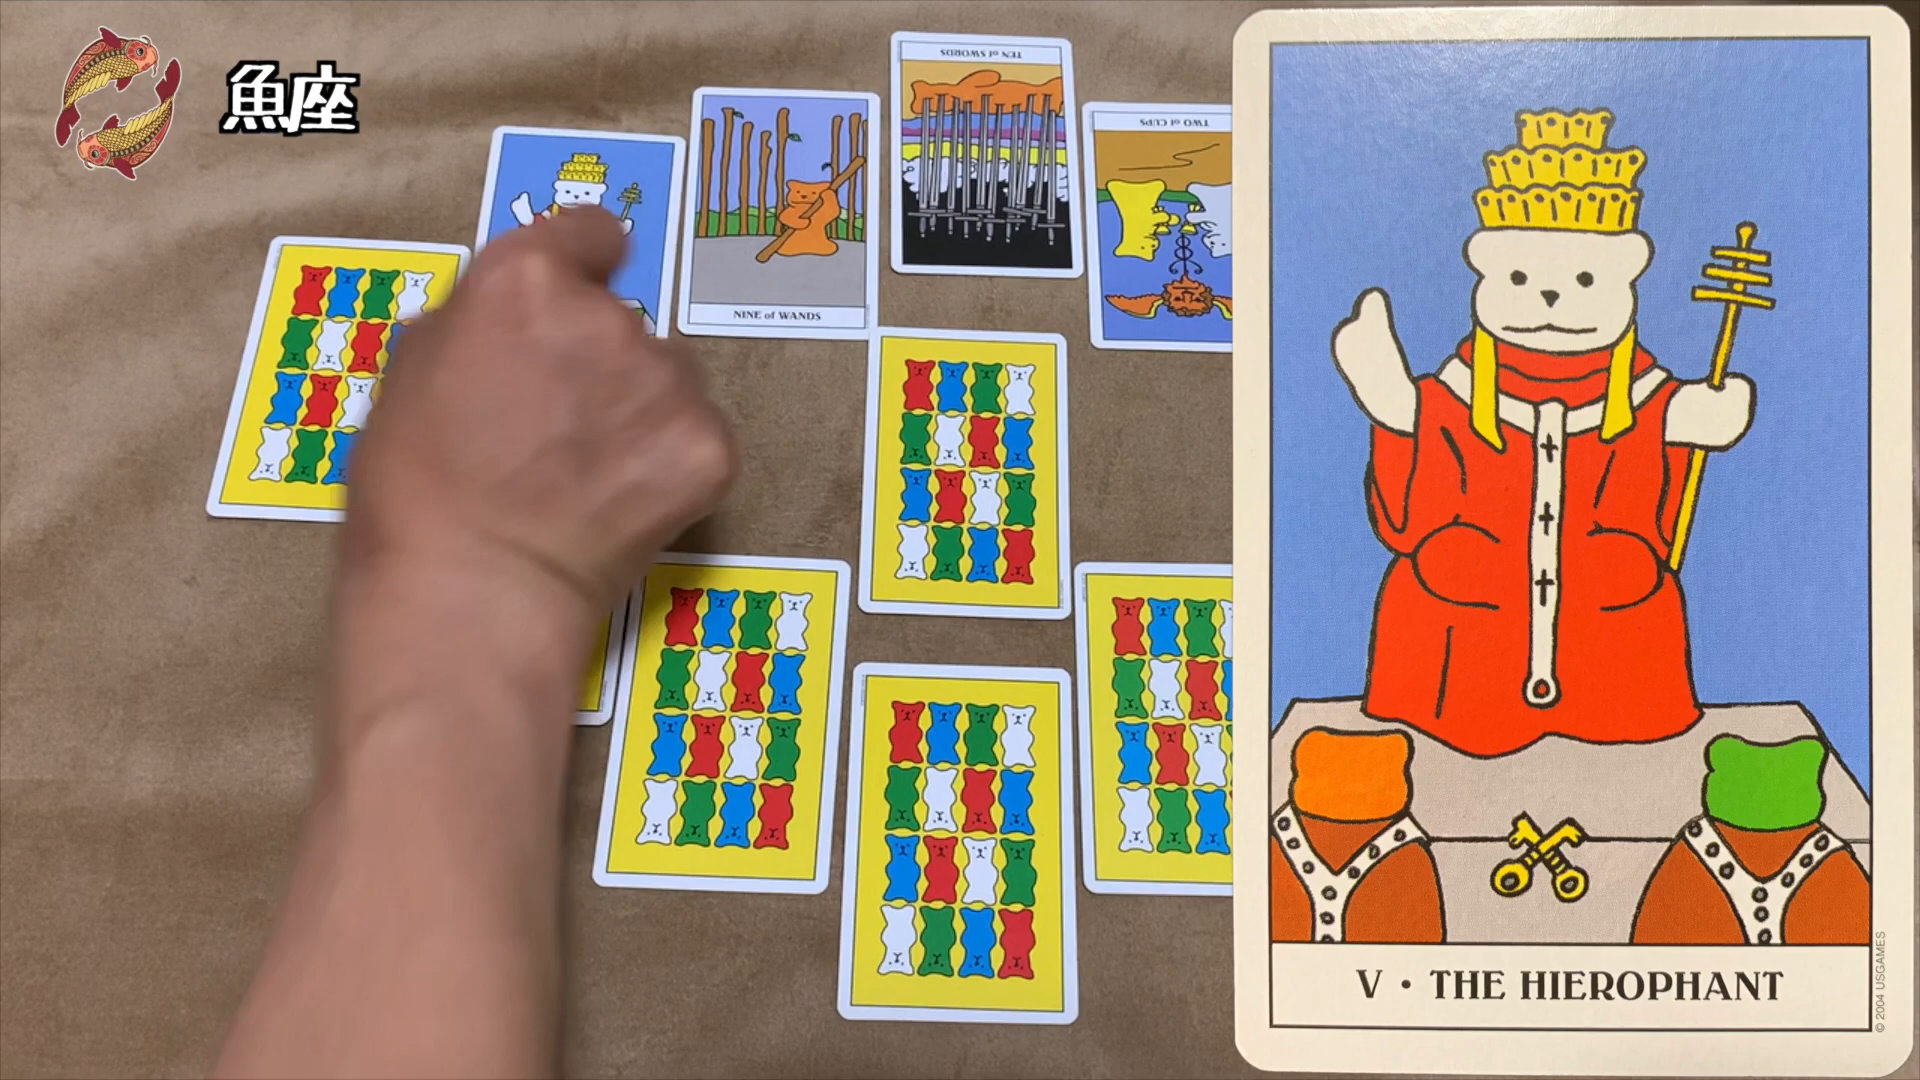 魚座
TEN of SWORDS
TWO of CUPS
NINE of WANDS
V • THE HIEROPHANT
© 2004 USGAMES